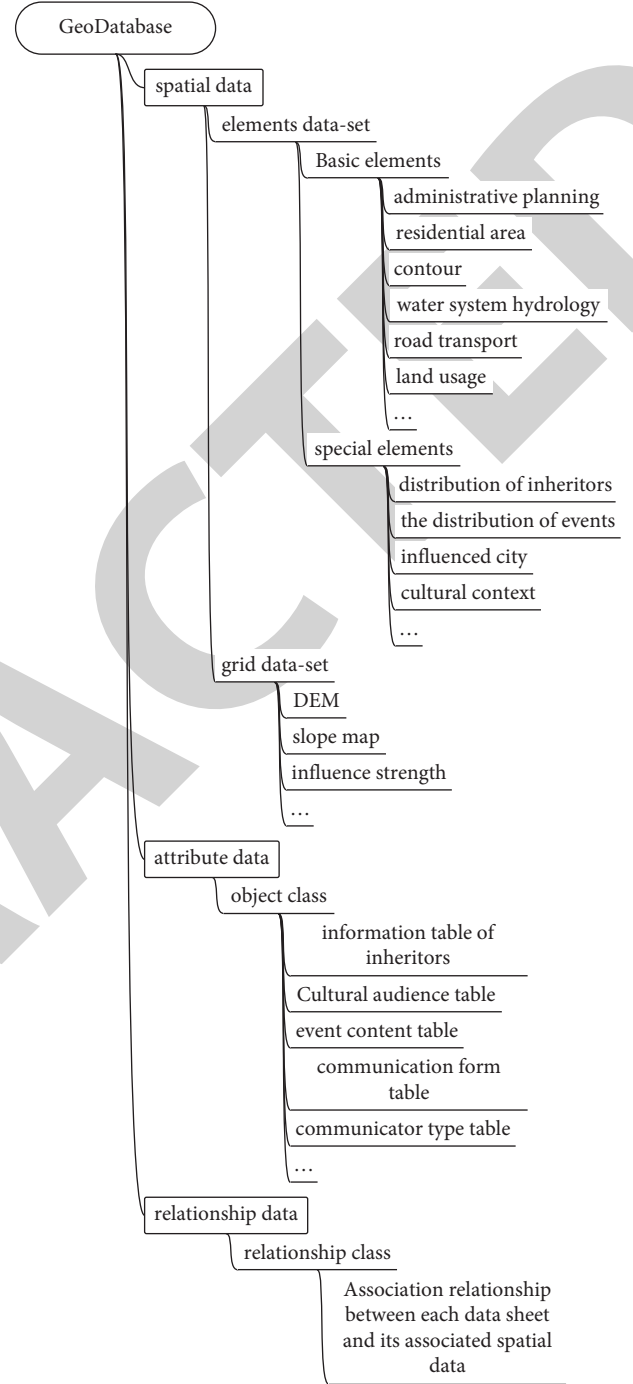 GeoDatabase
spatial data
elements data-set
Basic elements
administrative planning
residential area
contour
water system hydrology
road transport
land usage
...
special elements
distribution of inheritors
the distribution of events
influenced city
cultural context
...
grid data-set
DEM
slope map
influence strength
...
attribute data
object class
information table of
inheritors
Cultural audience table
event content table
communication form
table
communicator type table
...
relationship data
relationship class
Association relationship
between each data sheet
and its associated spatial
data